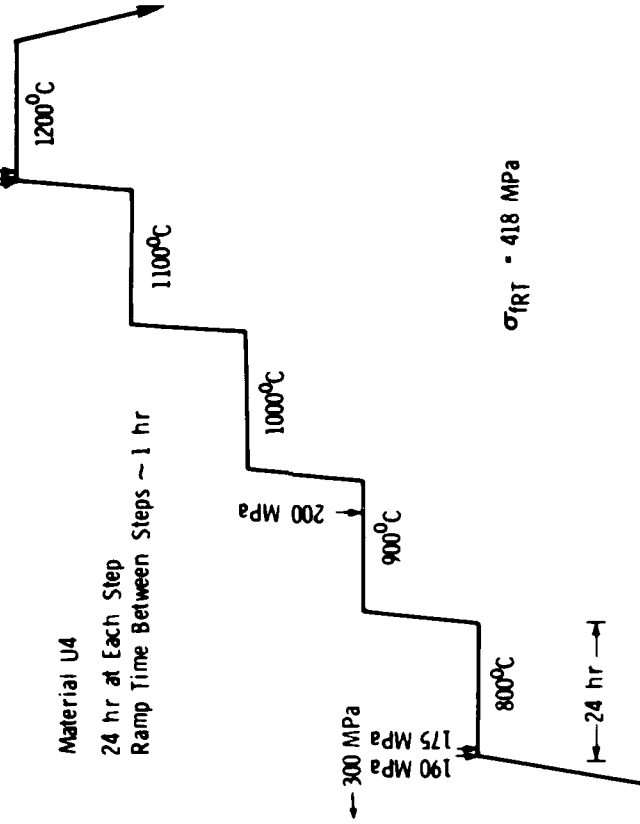 Material U4
24 hr at Each Step
Ramp Time Between Steps ~ 1 hr
1200°C
1100°C
1000°C
200 MPa
900°C
σfRT = 418 MPa
← 300 MPa
190 MPa
175 MPa
800°C
24 hr